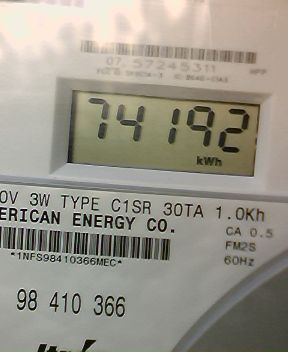 07. 57245311
74192
kWh
0V 3W TYPE C1SR 30TA 1.0Kh
ERICAN ENERGY CO.
CA 0.5
FM2S
*1NFS98410366MEC*
60Hz
98 410 366